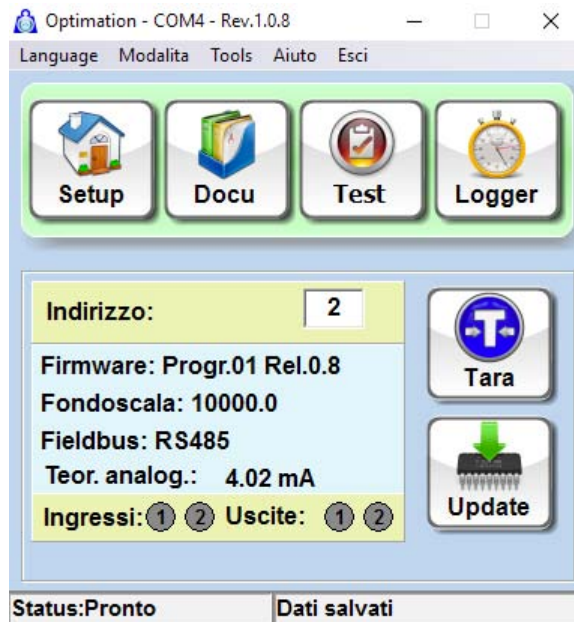 Optimation - COM4 - Rev.1.0.8
Language Modalita Tools Aiuto Esci
Setup Docu Test Logger
Indirizzo: 2
Firmware: Progr.01 Rel.0.8
Fondoscala: 10000.0
Fieldbus: RS485
Teor. analog.: 4.02 mA
Ingressi: 1 2 Uscite: 1 2
T
Tara
Update
Status:Pronto Dati salvati